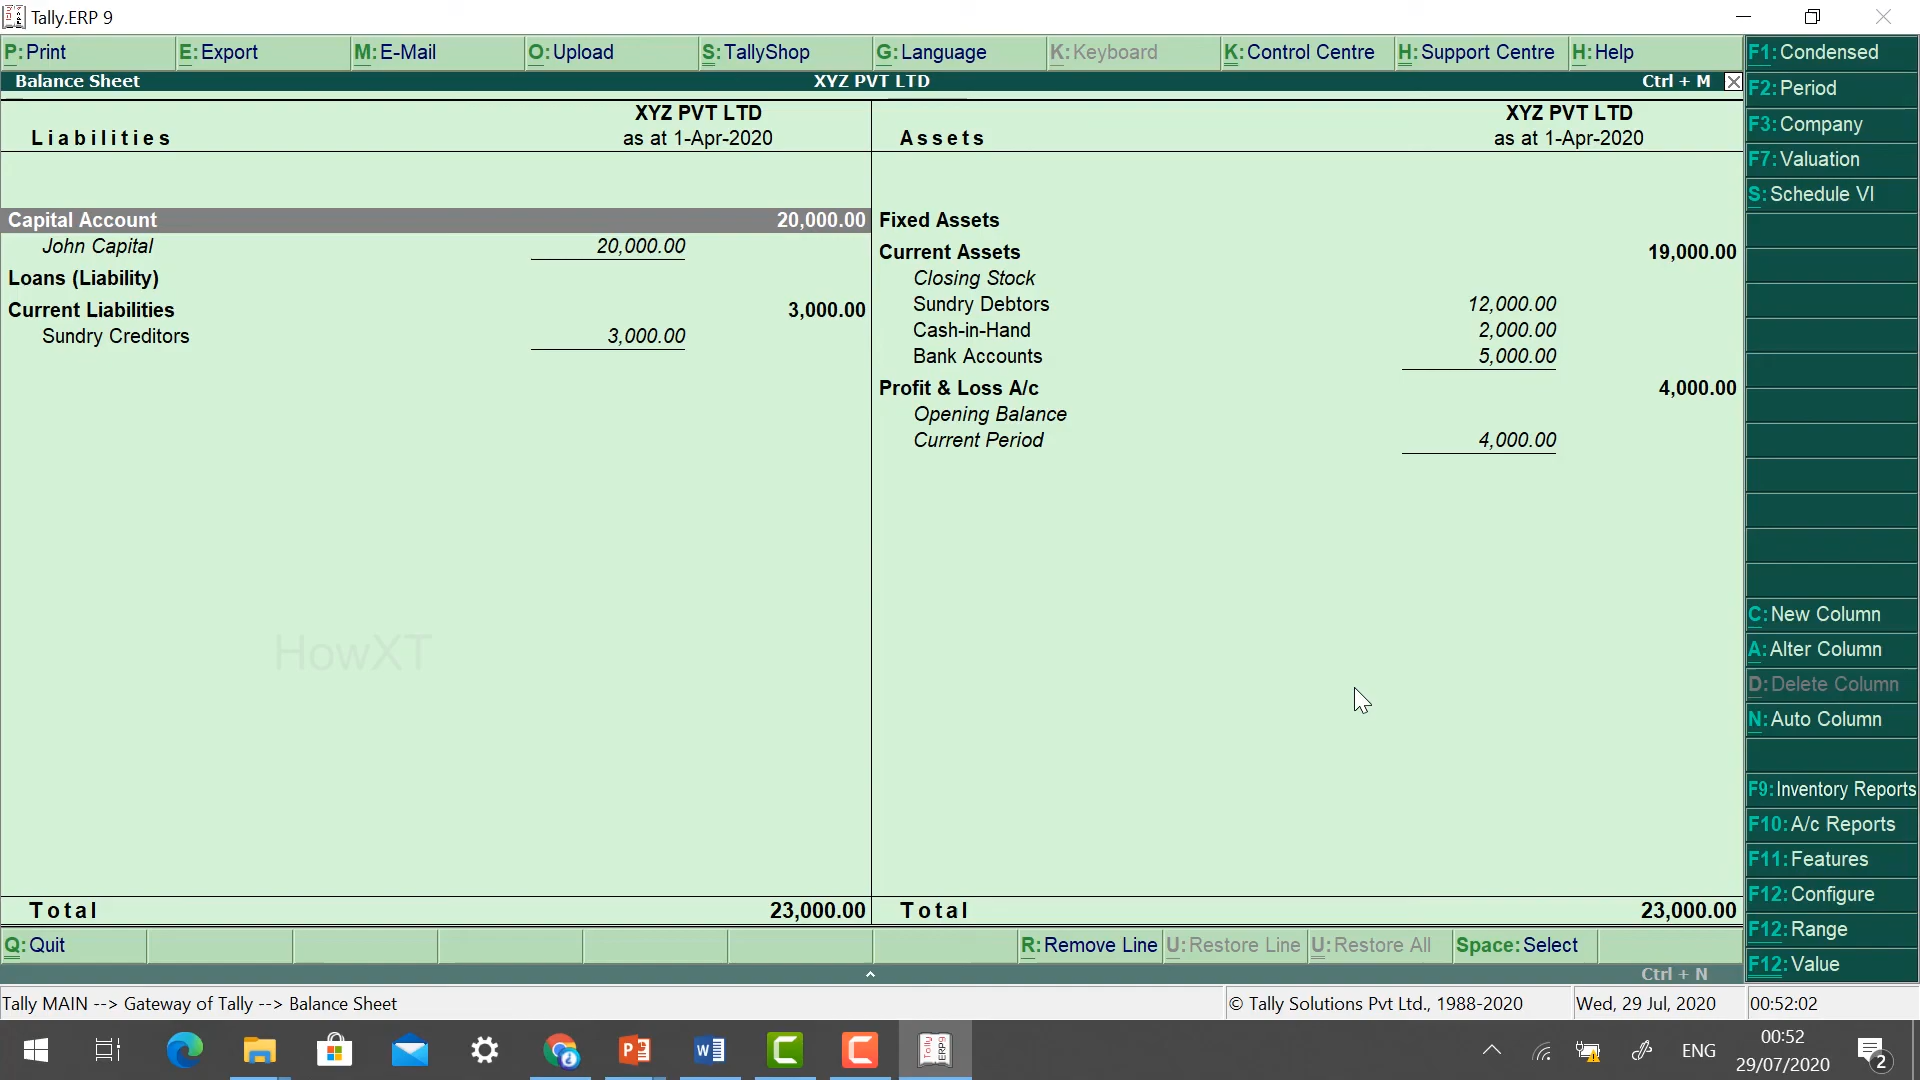 Tally.ERP 9
P: Print E: Export M: E-Mail O: Upload S: TallyShop G: Language K: Keyboard K: Control Centre H: Support Centre H: Help
Balance Sheet XYZ PVT LTD Ctrl + M
XYZ PVT LTD XYZ PVT LTD
Liabilities as at 1-Apr-2020 Assets as at 1-Apr-2020
Capital Account 20,000.00 Fixed Assets
John Capital 20,000.00 Current Assets 19,000.00
Loans (Liability) Closing Stock
Current Liabilities 3,000.00 Sundry Debtors 12,000.00
Sundry Creditors 3,000.00 Cash-in-Hand 2,000.00
Bank Accounts 5,000.00
Profit & Loss A/c 4,000.00
Opening Balance
Current Period 4,000.00
HowXT
Total 23,000.00 Total 23,000.00
Q: Quit R: Remove Line U: Restore Line U: Restore All Space: Select
Ctrl + N
F1: Condensed
F2: Period
F3: Company
F7: Valuation
S: Schedule VI
C: New Column
A: Alter Column
D: Delete Column
N: Auto Column
F9: Inventory Reports
F10: A/c Reports
F11: Features
F12: Configure
F12: Range
F12: Value
Tally MAIN --> Gateway of Tally --> Balance Sheet © Tally Solutions Pvt Ltd., 1988-2020 Wed, 29 Jul, 2020 00:52:02
ENG 00:52
29/07/2020 2